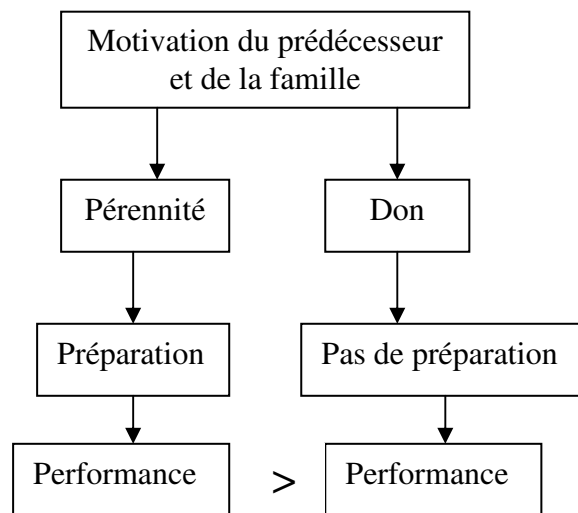 Motivation du prédécesseur
et de la famille
Pérennité
Don
Préparation
Pas de préparation
Performance > Performance